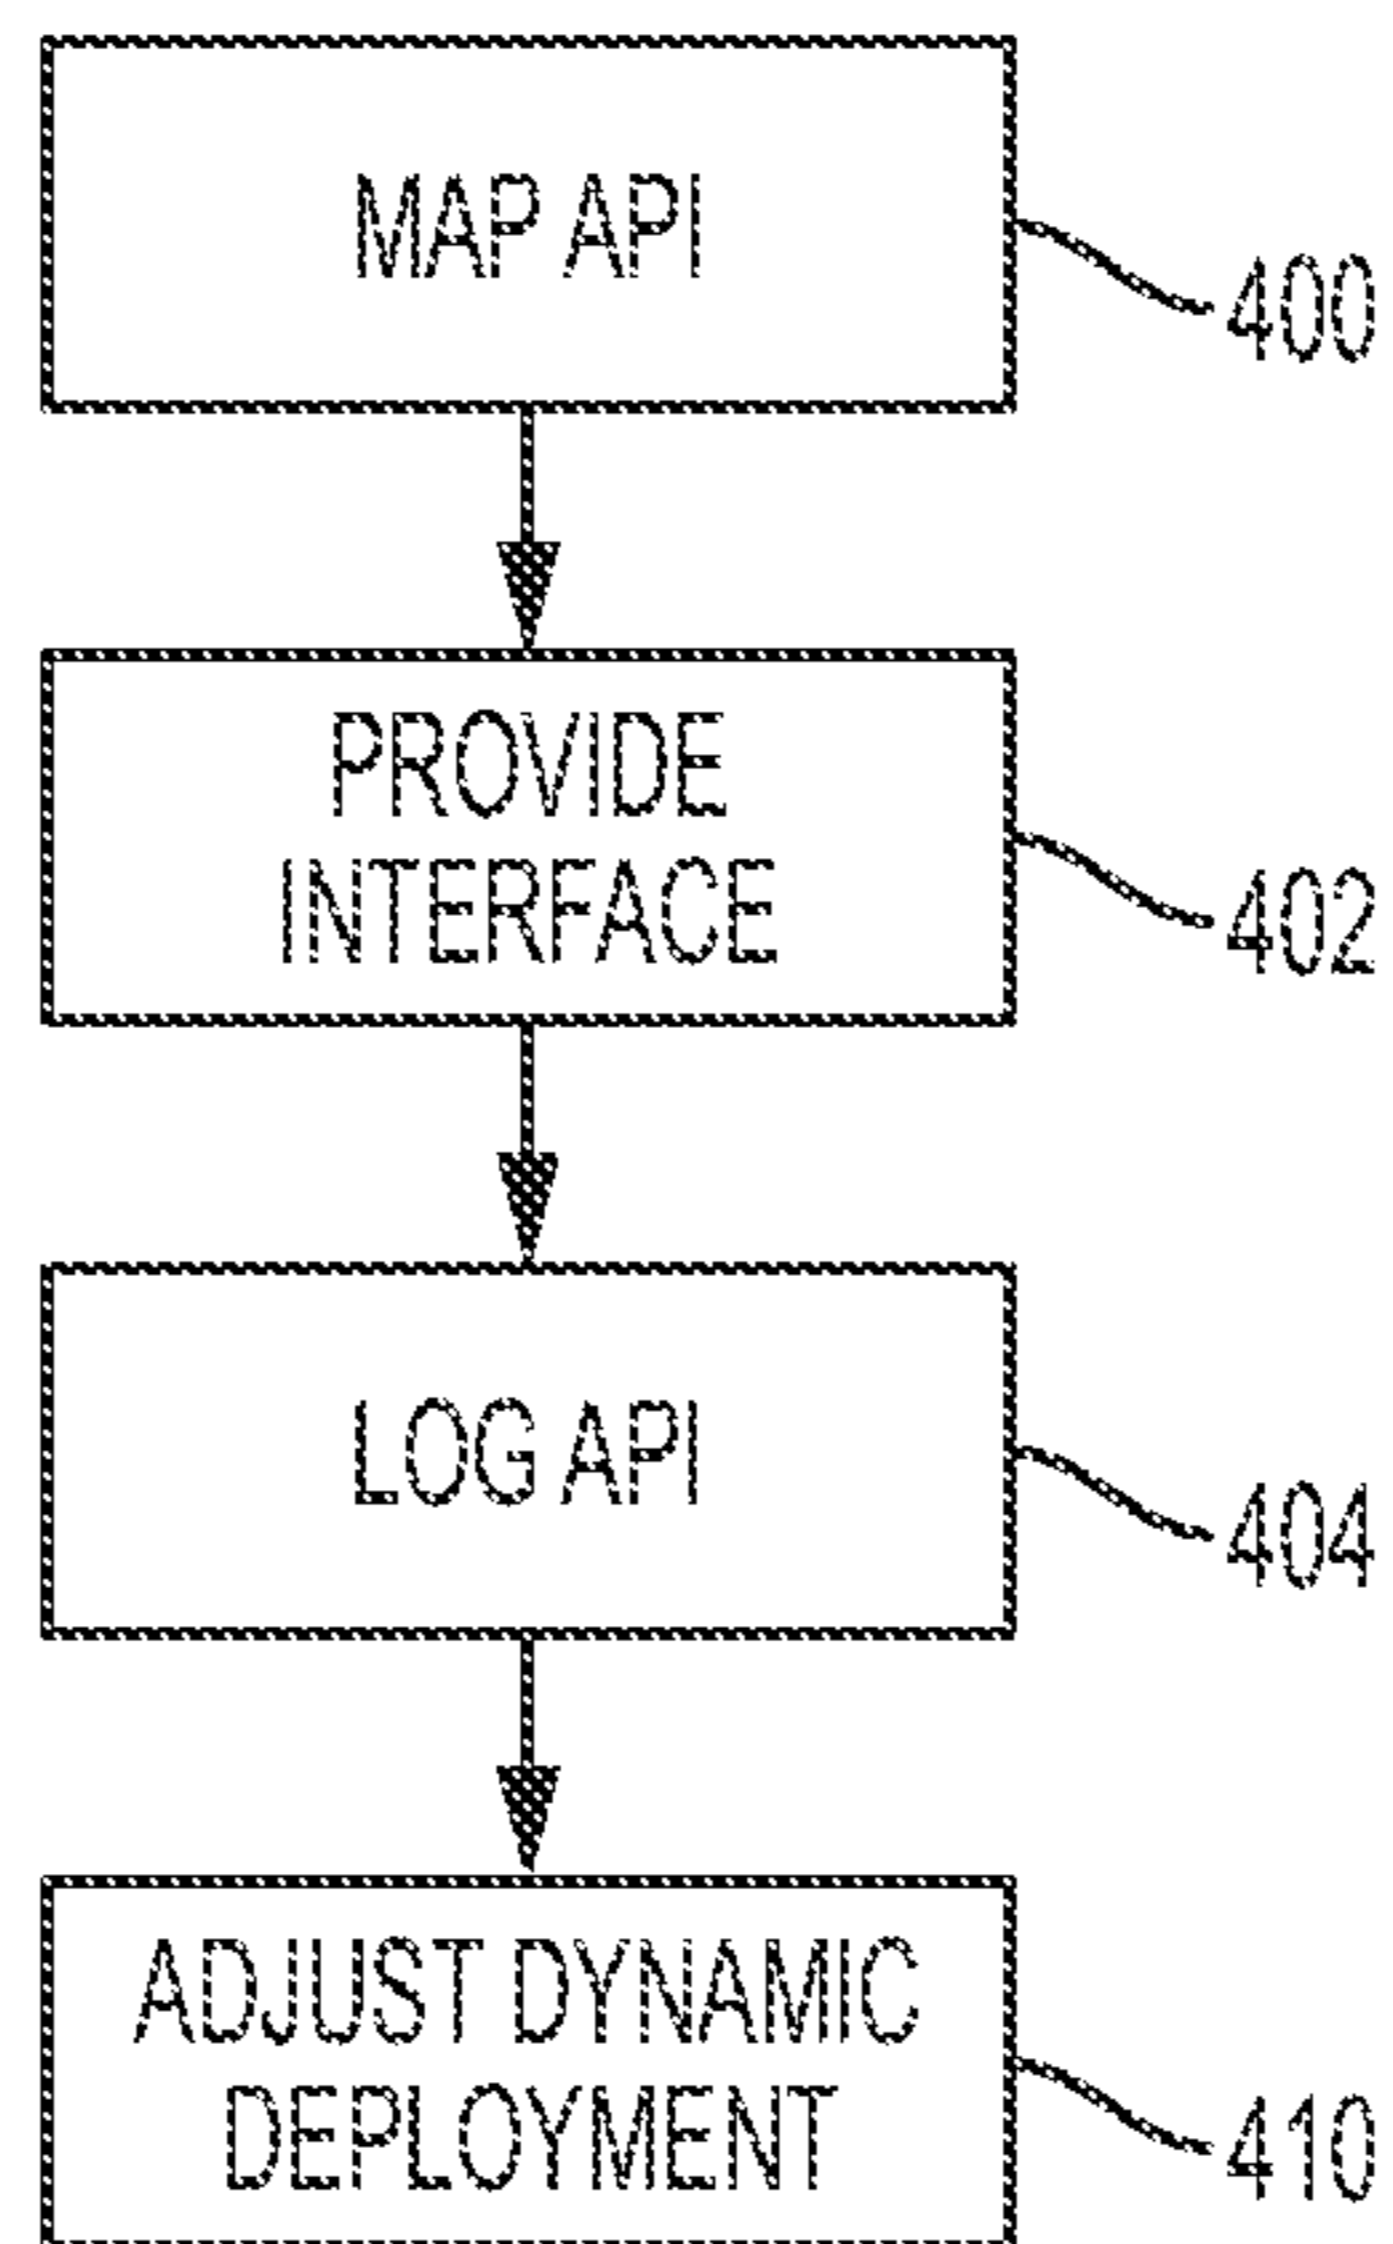 MAP API
400
PROVIDE
INTERFACE
402
LOG API
404
ADJUST DYNAMIC
DEPLOYMENT
410